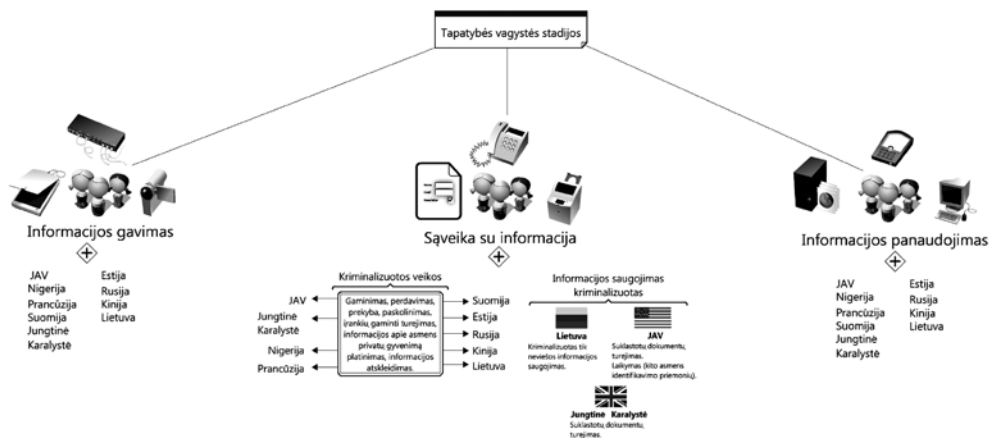 Tapatybės vagystės stadijos
Informacijos gavimas
JAV
Nigerija
Prancūzija
Suomija
Jungtinė
Karalystė
Estija
Rusija
Kinija
Lietuva
Sąveika su informacija
Kriminalizuotos veikos
JAV
Jungtinė
Karalystė
Nigerija
Prancūzija
Gaminimas, perdavimas,
prekyba, paskolinimas,
įrankių gaminti turėjimas,
informacijos apie asmens
privatų gyvenimą
platinimas, informacijos
atskleidimas.
Suomija
Estija
Rusija
Kinija
Lietuva
Informacijos saugojimas
kriminalizuotas
Lietuva
Kriminalizuotas tik
neviešos informacijos
saugojimas.
JAV
Suklastotų dokumentų
turėjimas.
Laikymas (kito asmens
identifikavimo priemonių).
Jungtinė Karalystė
Suklastotų dokumentų
turėjimas.
Informacijos panaudojimas
JAV
Nigerija
Prancūzija
Suomija
Jungtinė
Karalystė
Estija
Rusija
Kinija
Lietuva